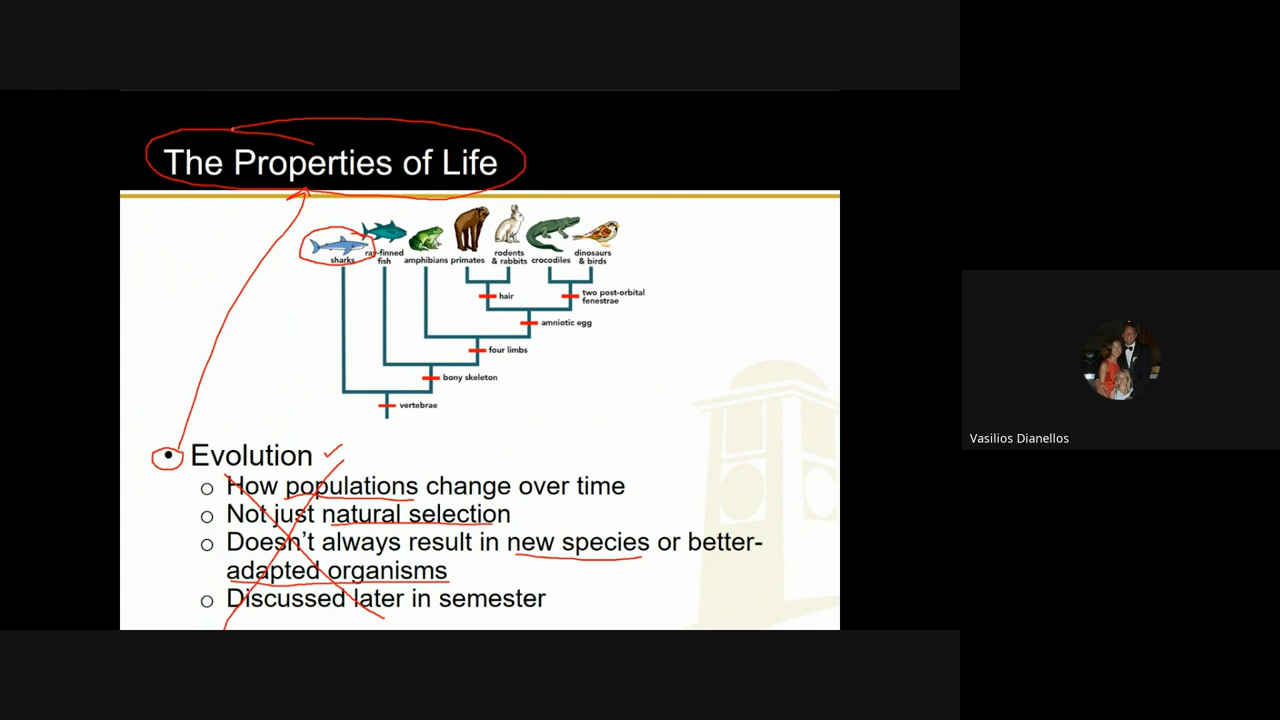 The Properties of Life
sharks
ray-finned
fish
amphibians
primates
rodents
& rabbits
crocodiles
dinosaurs
& birds
hair
two post-orbital
fenestrae
amniotic egg
four limbs
bony skeleton
vertebrae
• Evolution
o How populations change over time
o Not just natural selection
o Doesn't always result in new species or better-
adapted organisms
o Discussed later in semester
Vasilios Dianellos